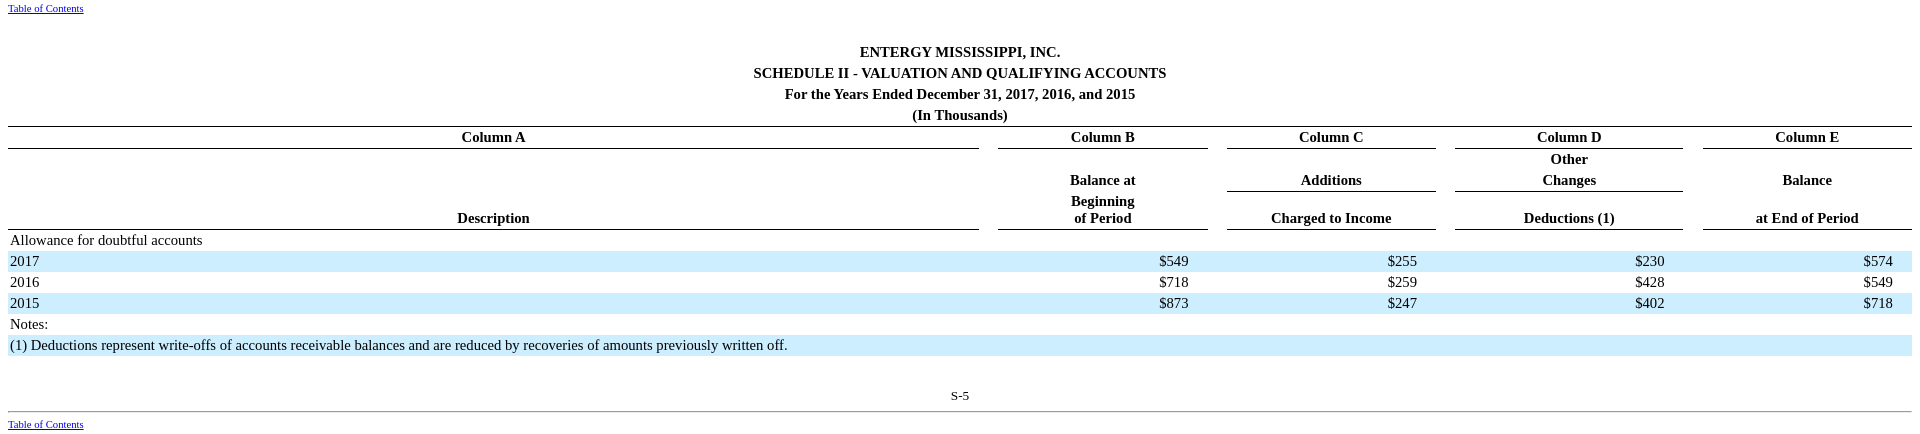 Table of Contents
ENTERGY MISSISSIPPI, INC.
SCHEDULE II - VALUATION AND QUALIFYING ACCOUNTS
For the Years Ended December 31, 2017, 2016, and 2015
(In Thousands)
Column A Column B Column C Column D Column E
Other
Balance at Additions Changes Balance
Beginning
Description of Period Charged to Income Deductions (1) at End of Period
Allowance for doubtful accounts
2017 $549 $255 $230 $574
2016 $718 $259 $428 $549
2015 $873 $247 $402 $718
Notes:
(1) Deductions represent write-offs of accounts receivable balances and are reduced by recoveries of amounts previously written off.
S-5
Table of Contents